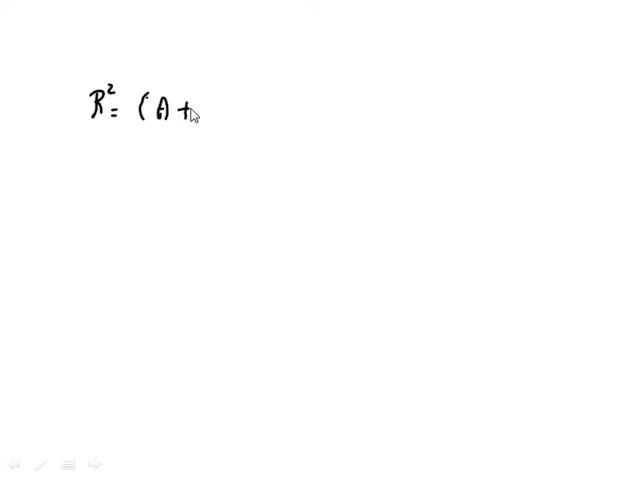 R² = (A +